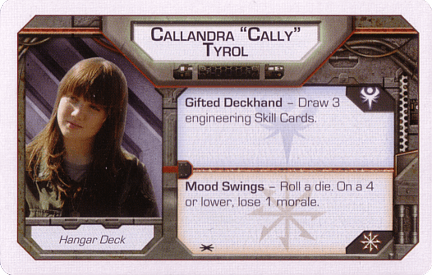 CALLANDRA “CALLY”
TYROL
Gifted Deckhand – Draw 3
engineering Skill Cards.
Mood Swings – Roll a die. On a 4
or lower, lose 1 morale.
Hangar Deck